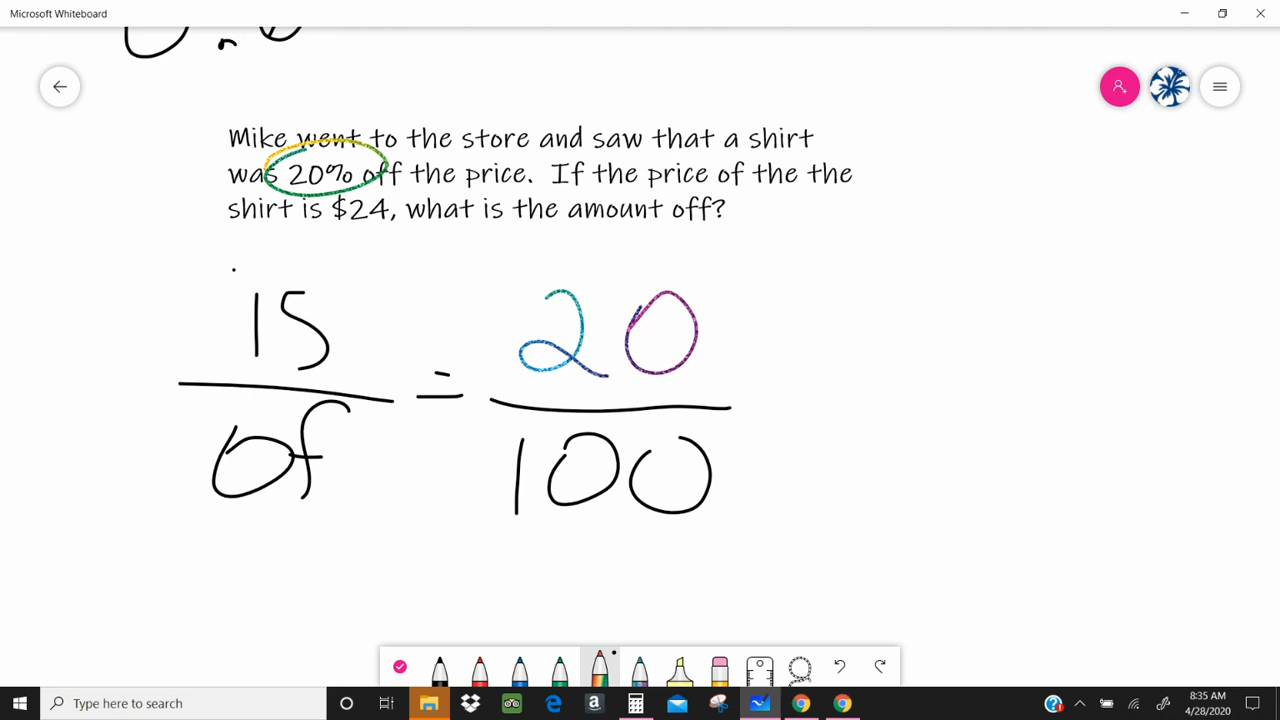 Microsoft Whiteboard
Mike went to the store and saw that a shirt
was 20% off the price. If the price of the the
shirt is $24, what is the amount off?
15 = 20
of 100
Type here to search
8:35 AM
4/28/2020